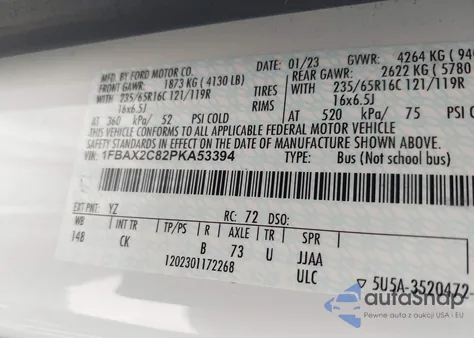 MFD. BY FORD MOTOR CO.
DATE: 01/23 GVWR: 4264 KG (940
FRONT GAWR: 1873 KG (4130 LB) REAR GAWR: 2622 KG (5780
WITH 235/65R16C 121/119R TIRES WITH 235/65R16C 121/119R
16x6.5J RIMS 16x6.5J
AT 360 kPa/ 52 PSI COLD AT 520 kPa/ 75 PSI COLD
THIS VEHICLE CONFORMS TO ALL APPLICABLE FEDERAL MOTOR VEHICLE
SAFETY STANDARDS IN EFFECT ON THE DATE OF MANUFACTURE SHOWN ABOVE.
VIN: 1FBAX2C82PKA53394 TYPE: Bus (Not School Bus)
EXT PNT: YZ RC: 72 DSO:
WB TP/PS R AXLE TR SPR
148 CK B 73 U JJAA
1202301172268 ULC
▽ 5U5A-3520472-
autoSnap
Pewne auta z aukcji USA i EU